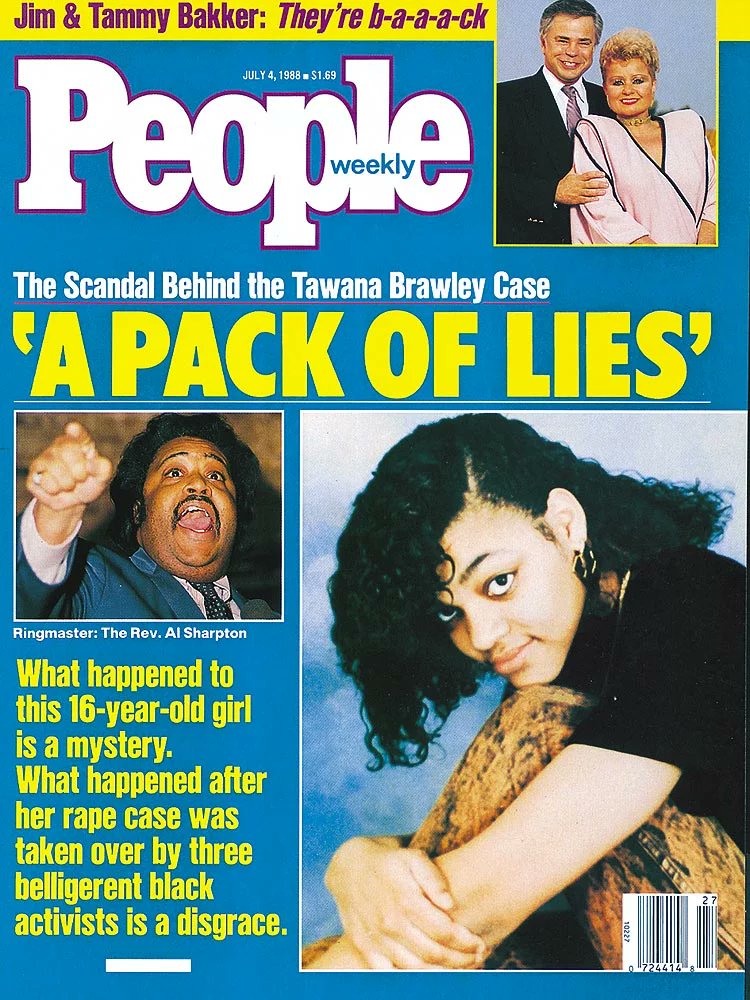 Jim & Tammy Bakker: They're b-a-a-a-ck
JULY 4, 1988 ■ $1.69
People
weekly
The Scandal Behind the Tawana Brawley Case
'A PACK OF LIES'
Ringmaster: The Rev. Al Sharpton
What happened to
this 16-year-old girl
is a mystery.
What happened after
her rape case was
taken over by three
belligerent black
activists is a disgrace.
27
10227
0 724414 8